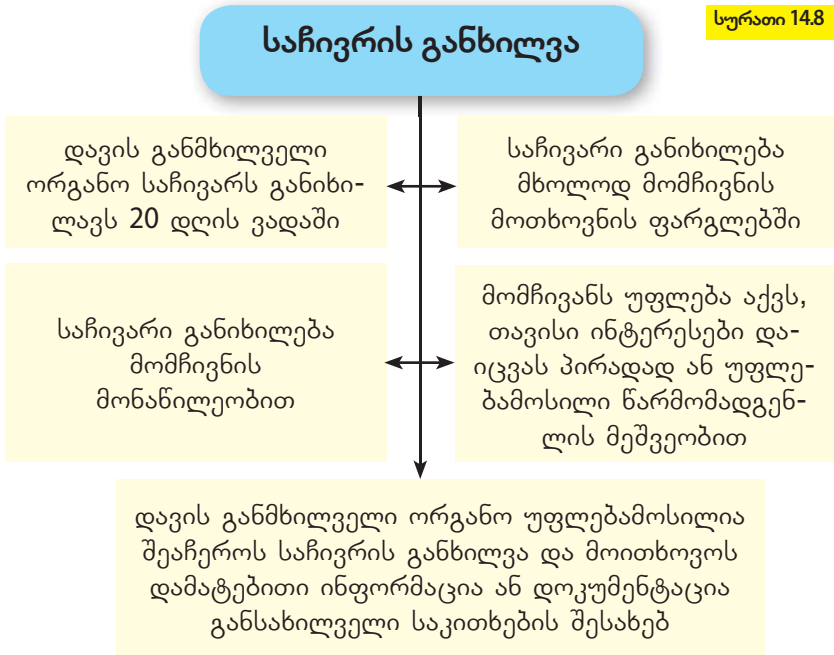 სურათი 14.8
საჩივრის განხილვა
დავის განმხილველი
ორგანო საჩივარს განიხი-
ლავს 20 დღის ვადაში
საჩივარი განიხილება
მხოლოდ მომჩივნის
მოთხოვნის ფარგლებში
საჩივარი განიხილება
მომჩივნის
მონაწილეობით
მომჩივანს უფლება აქვს,
თავისი ინტერესები და-
იცვას პირადად ან უფლე-
ბამოსილი წარმომადგენ-
ლის მეშვეობით
დავის განმხილველი ორგანო უფლებამოსილია
შეაჩეროს საჩივრის განხილვა და მოითხოვოს
დამატებითი ინფორმაცია ან დოკუმენტაცია
განსახილველი საკითხების შესახებ